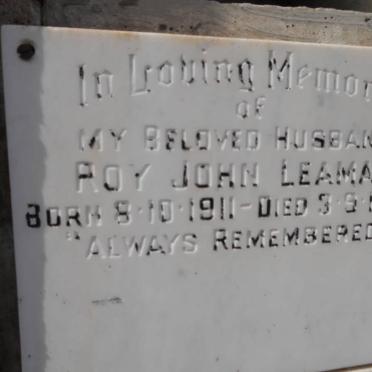 In Loving Memor
of
MY BELOVED HUSBAN
ROY JOHN LEAMA
BORN 8·10·1911-DIED 3·9·
"ALWAYS REMEMBERED